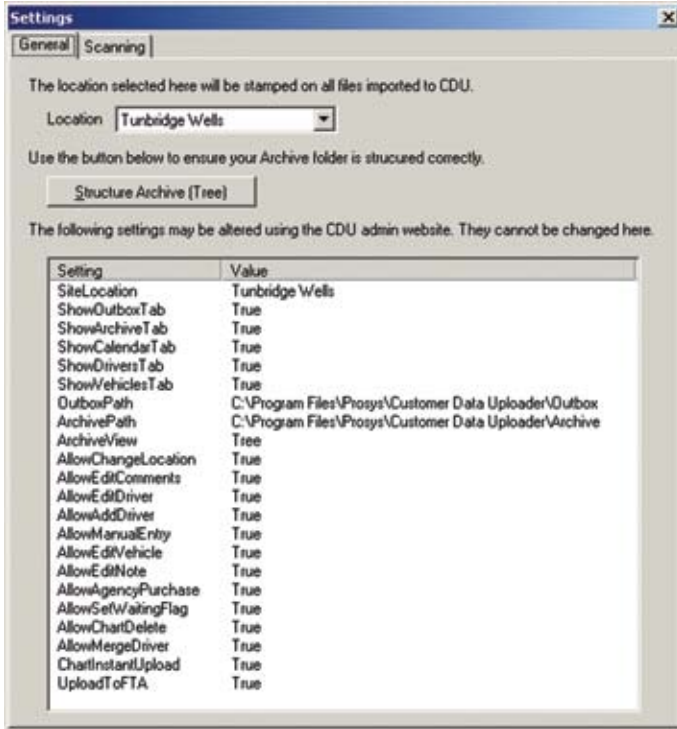 Settings
General Scanning
The location selected here will be stamped on all files imported to CDU.
Location Tunbridge Wells
Use the button below to ensure your Archive folder is strucured correctly.
Structure Archive (Tree)
The following settings may be altered using the CDU admin website. They cannot be changed here.
Setting Value
SiteLocation Tunbridge Wells
ShowOutboxTab True
ShowArchiveTab True
ShowCalendarTab True
ShowDriversTab True
ShowVehiclesTab True
OutboxPath C:\Program Files\Prosys\Customer Data Uploader\Outbox
ArchivePath C:\Program Files\Prosys\Customer Data Uploader\Archive
ArchiveView Tree
AllowChangeLocation True
AllowEditComments True
AllowEditDriver True
AllowAddDriver True
AllowManualEntry True
AllowEditVehicle True
AllowEditNote True
AllowAgencyPurchase True
AllowSetWaitingFlag True
AllowChartDelete True
AllowMergeDriver True
ChartInstantUpload True
UploadToFTA True